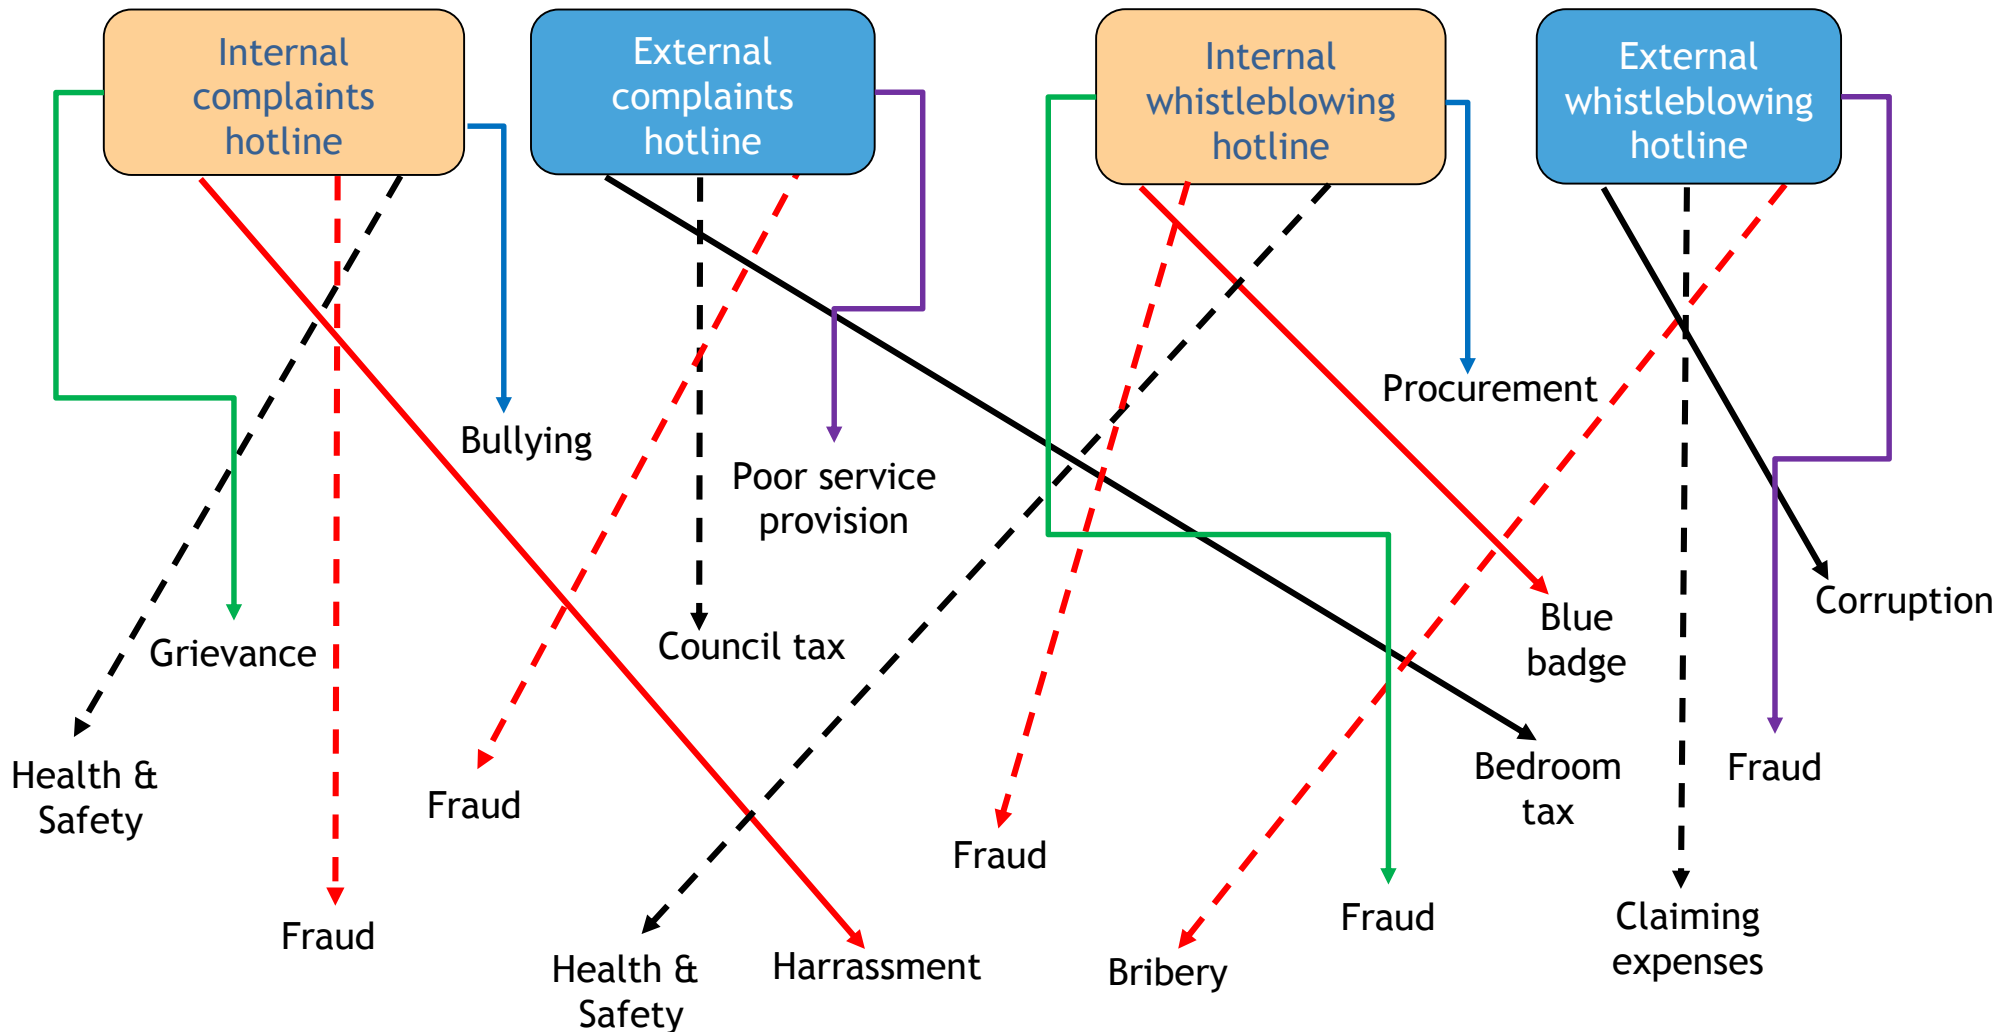 Internal
complaints
hotline
External
complaints
hotline
Internal
whistleblowing
hotline
External
whistleblowing
hotline
Procurement
Bullying
Poor service
provision
Corruption
Blue
badge
Grievance
Council tax
Health &
Safety
Fraud
Bedroom
tax
Fraud
Fraud
Fraud
Fraud
Claiming
expenses
Health &
Safety
Harrassment
Bribery